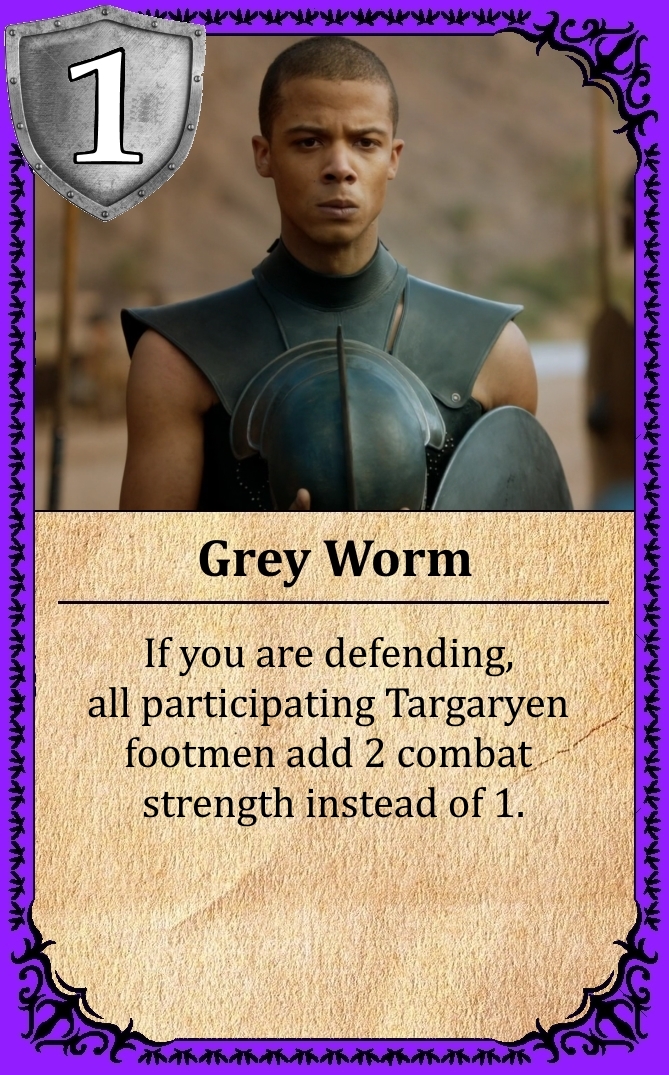 1
Grey Worm
If you are defending,
all participating Targaryen
footmen add 2 combat
strength instead of 1.